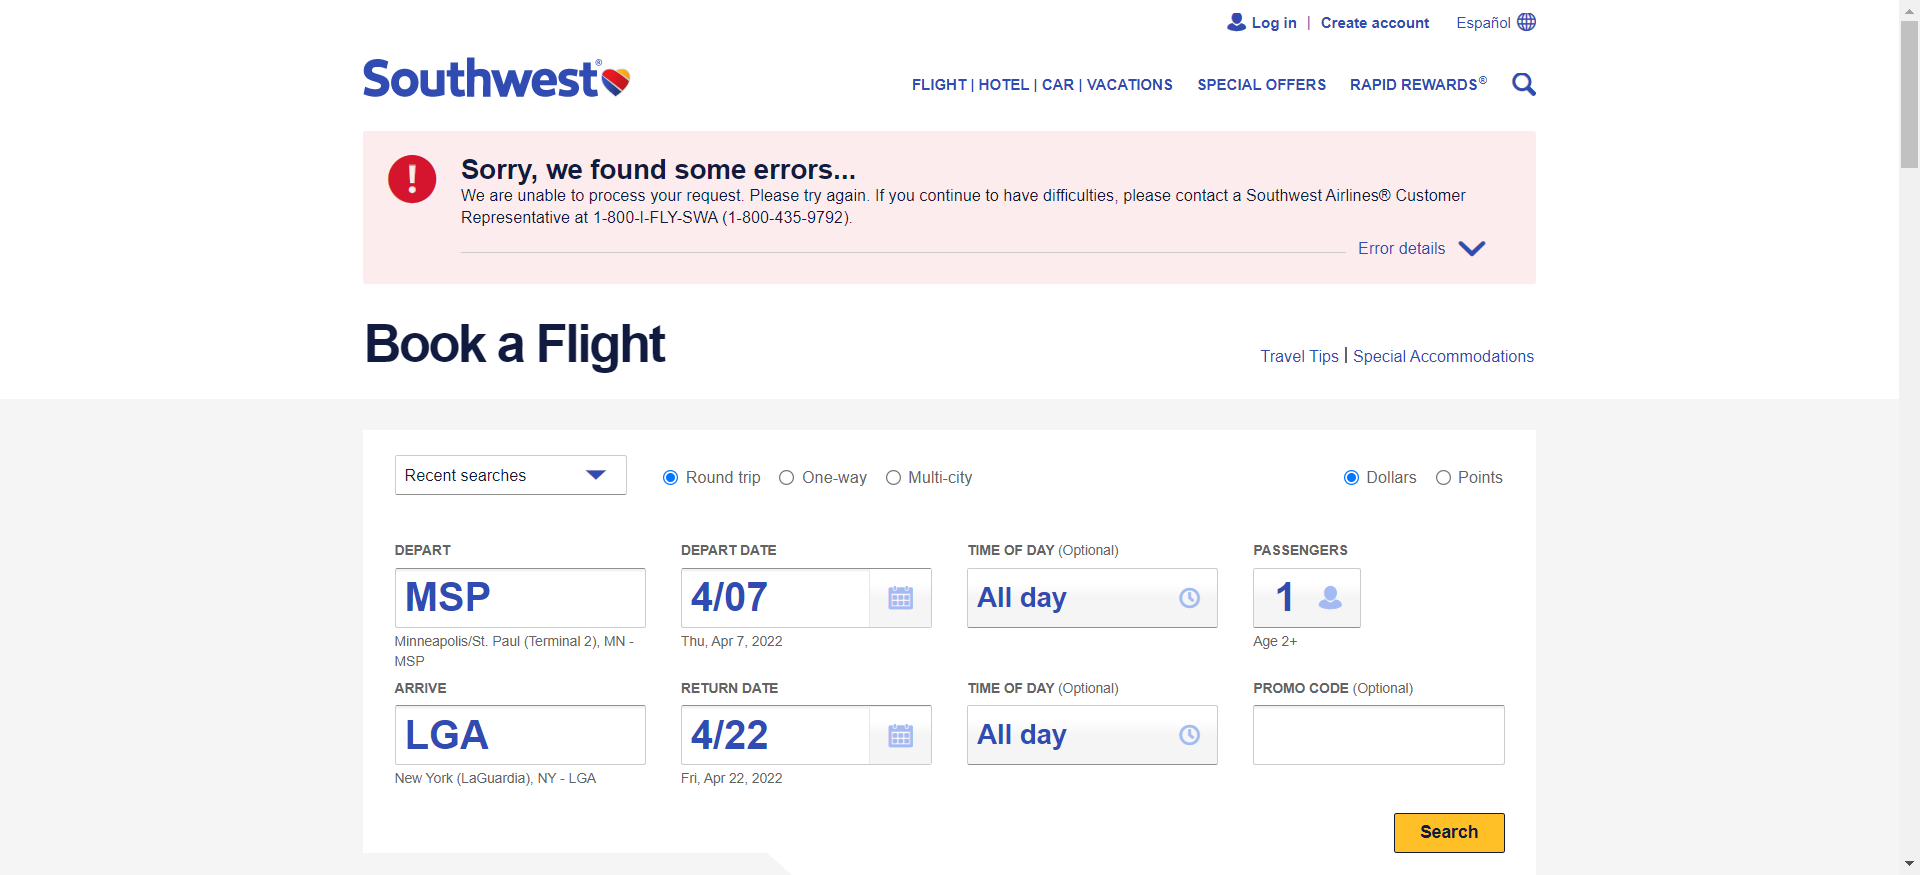 Log in | Create account Español
Southwest®
FLIGHT | HOTEL | CAR | VACATIONS SPECIAL OFFERS RAPID REWARDS®
Sorry, we found some errors...
We are unable to process your request. Please try again. If you continue to have difficulties, please contact a Southwest Airlines® Customer
Representative at 1-800-I-FLY-SWA (1-800-435-9792).
Error details
Book a Flight
Travel Tips | Special Accommodations
Recent searches Round trip One-way Multi-city Dollars Points
DEPART DEPART DATE TIME OF DAY (Optional) PASSENGERS
MSP 4/07 All day 1
Minneapolis/St. Paul (Terminal 2), MN - Thu, Apr 7, 2022 Age 2+
MSP
ARRIVE RETURN DATE TIME OF DAY (Optional) PROMO CODE (Optional)
LGA 4/22 All day
New York (LaGuardia), NY - LGA Fri, Apr 22, 2022
Search